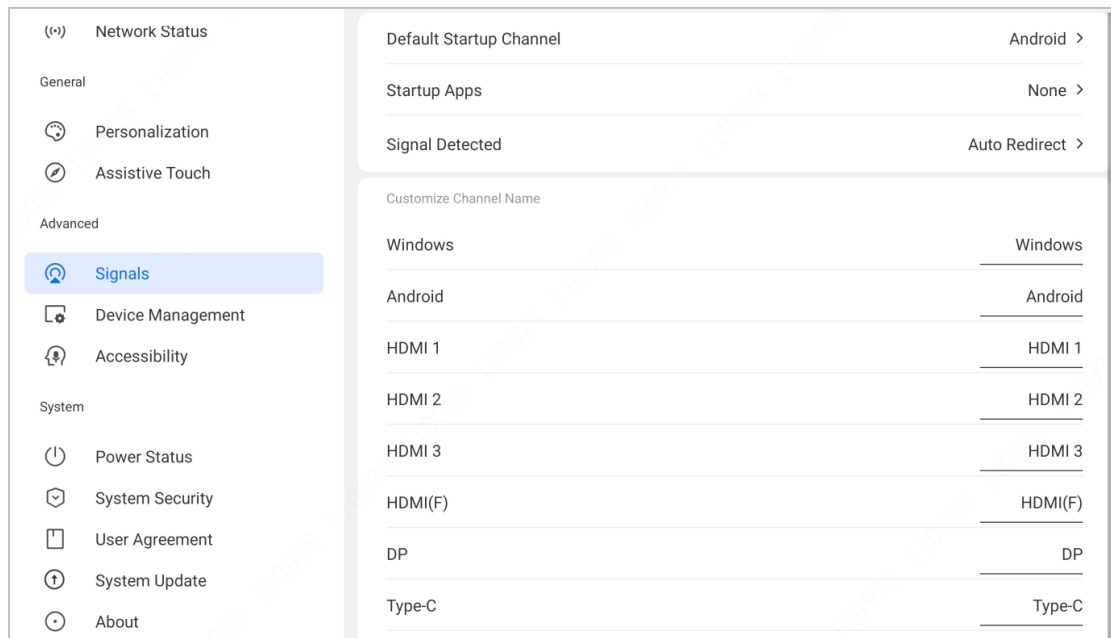 Network Status
General
Personalization
Assistive Touch
Advanced
Signals
Device Management
Accessibility
System
Power Status
System Security
User Agreement
System Update
About
Default Startup Channel Android
Startup Apps None
Signal Detected Auto Redirect
Customize Channel Name
Windows Windows
Android Android
HDMI 1 HDMI 1
HDMI 2 HDMI 2
HDMI 3 HDMI 3
HDMI(F) HDMI(F)
DP DP
Type-C Type-C